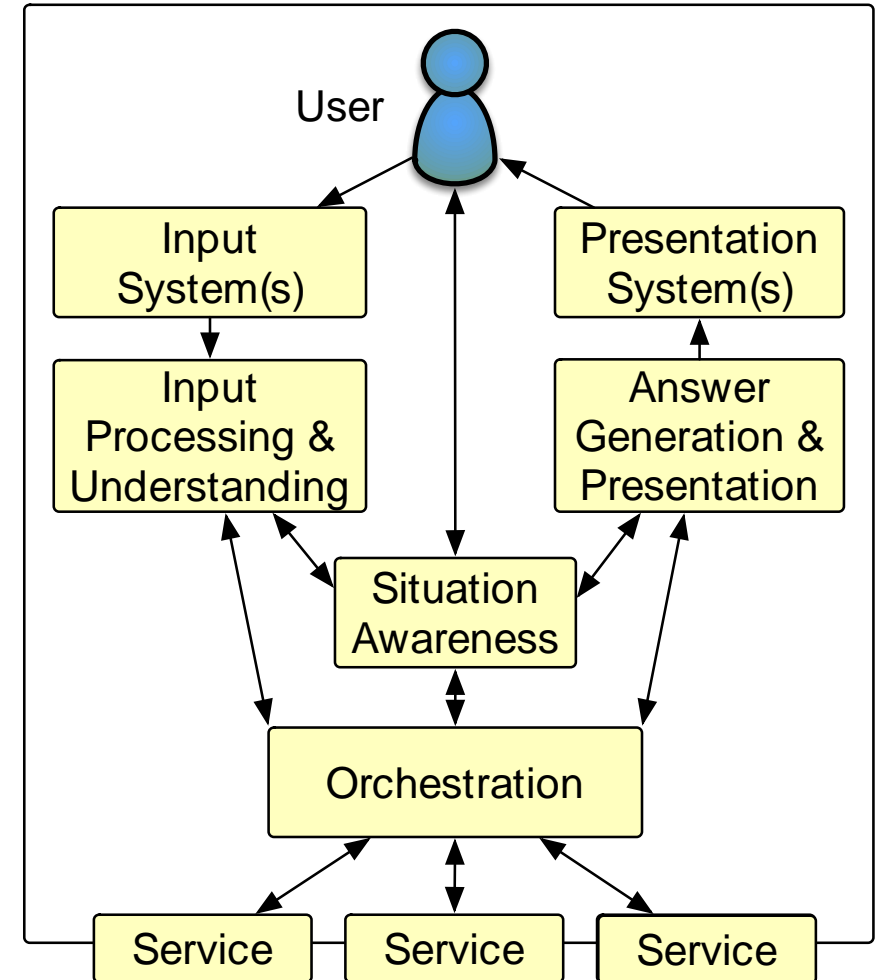 User
Input
System(s)
Presentation
System(s)
Input
Processing &
Understanding
Answer
Generation &
Presentation
Situation
Awareness
Orchestration
Service
Service
Service